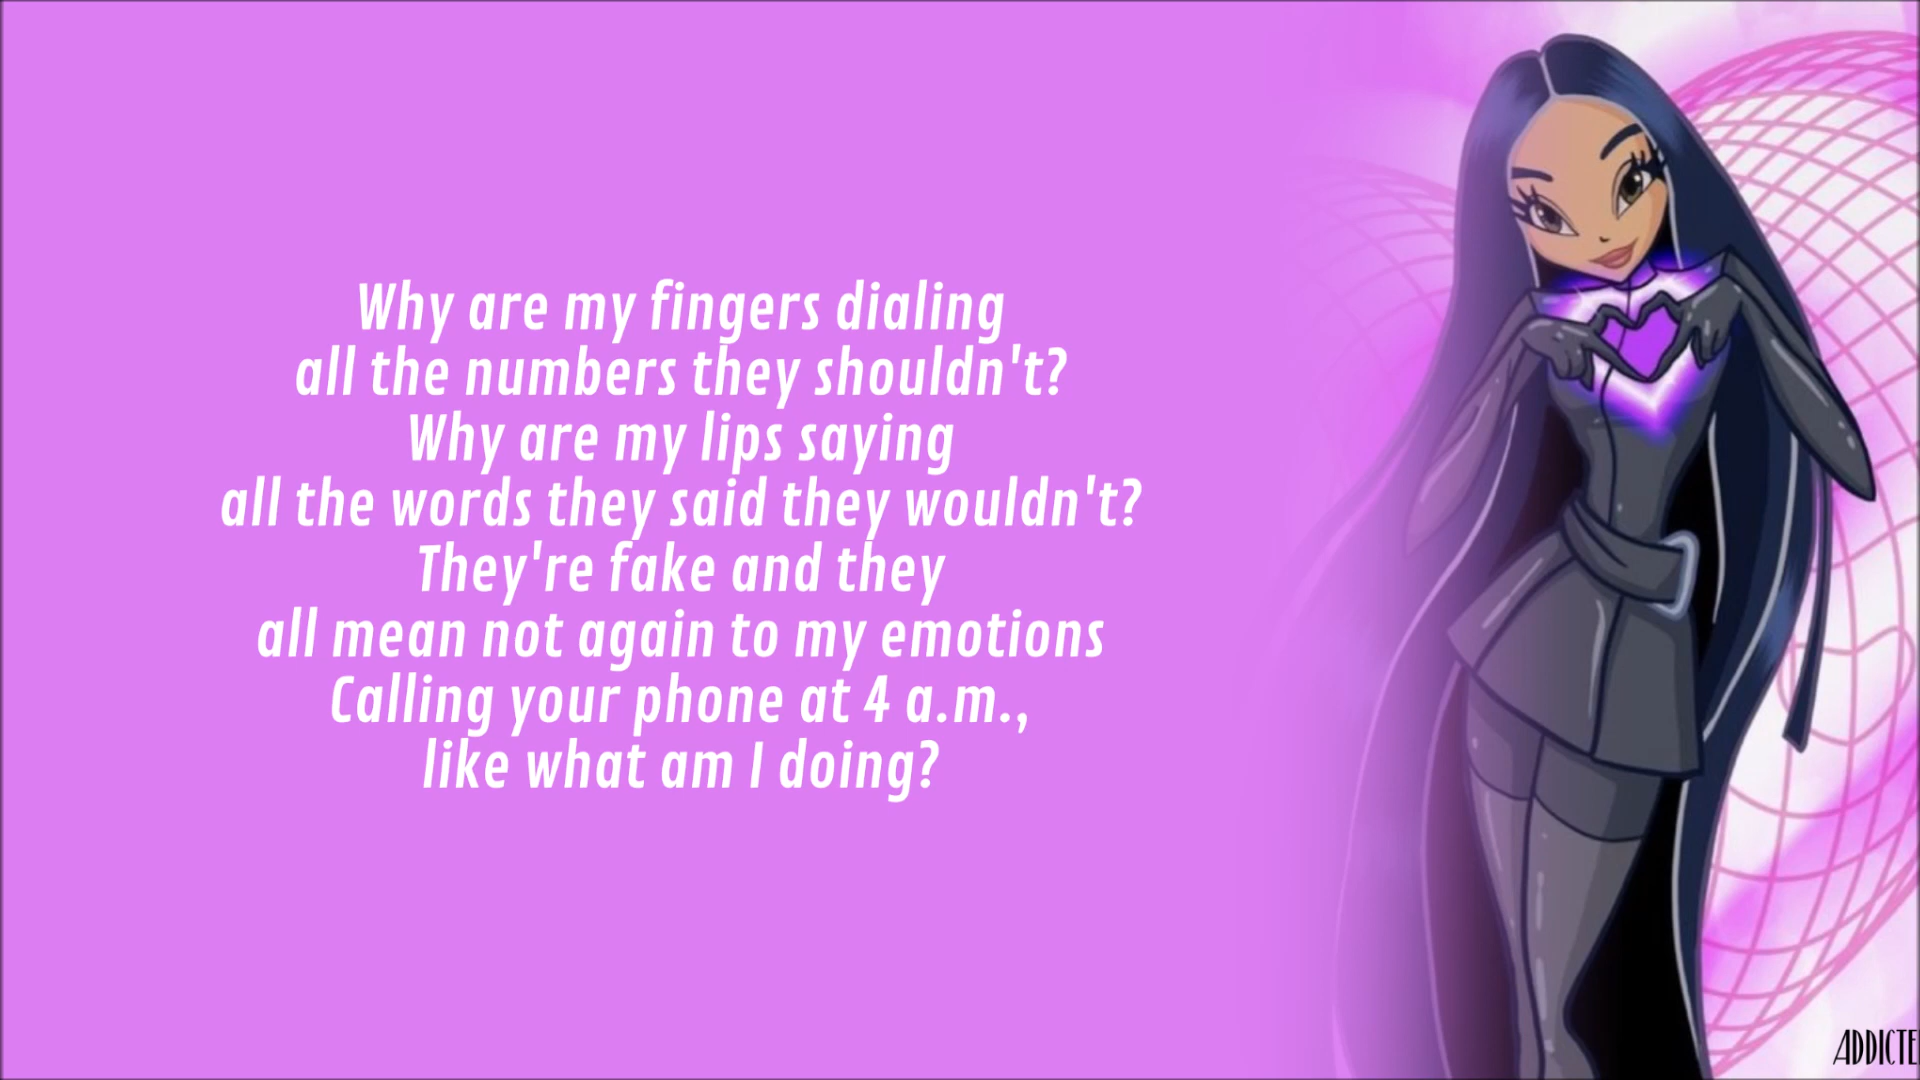 Why are my fingers dialing
all the numbers they shouldn't?
Why are my lips saying
all the words they said they wouldn't?
They're fake and they
all mean not again to my emotions
Calling your phone at 4 a.m.,
like what am I doing?
ADDICTE